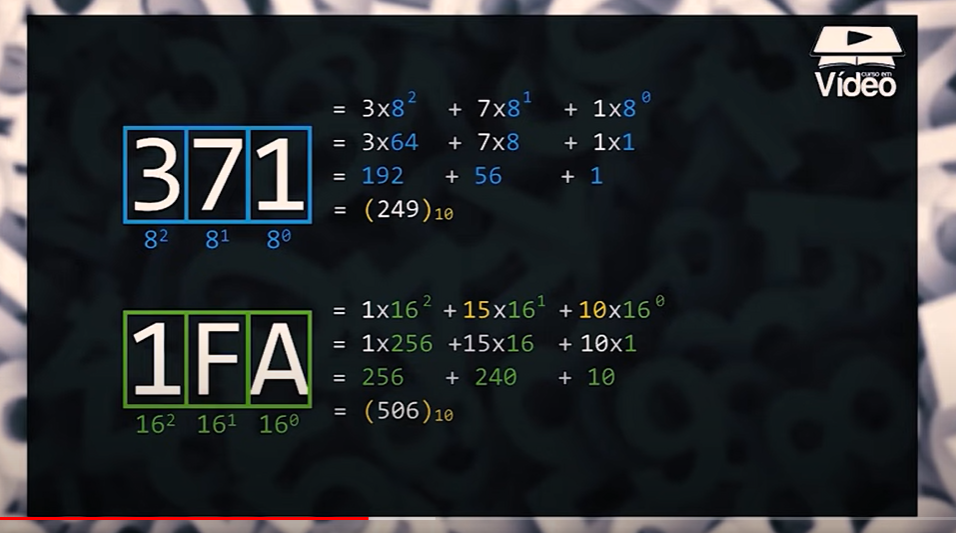 curso em
Vídeo
371
8² 8¹ 8⁰
= 3x8² + 7x8¹ + 1x8⁰
= 3x64 + 7x8 + 1x1
= 192 + 56 + 1
= (249)₁₀
1FA
16² 16¹ 16⁰
= 1x16² +15x16¹ +10x16⁰
= 1x256 +15x16 +10x1
= 256 + 240 + 10
= (506)₁₀